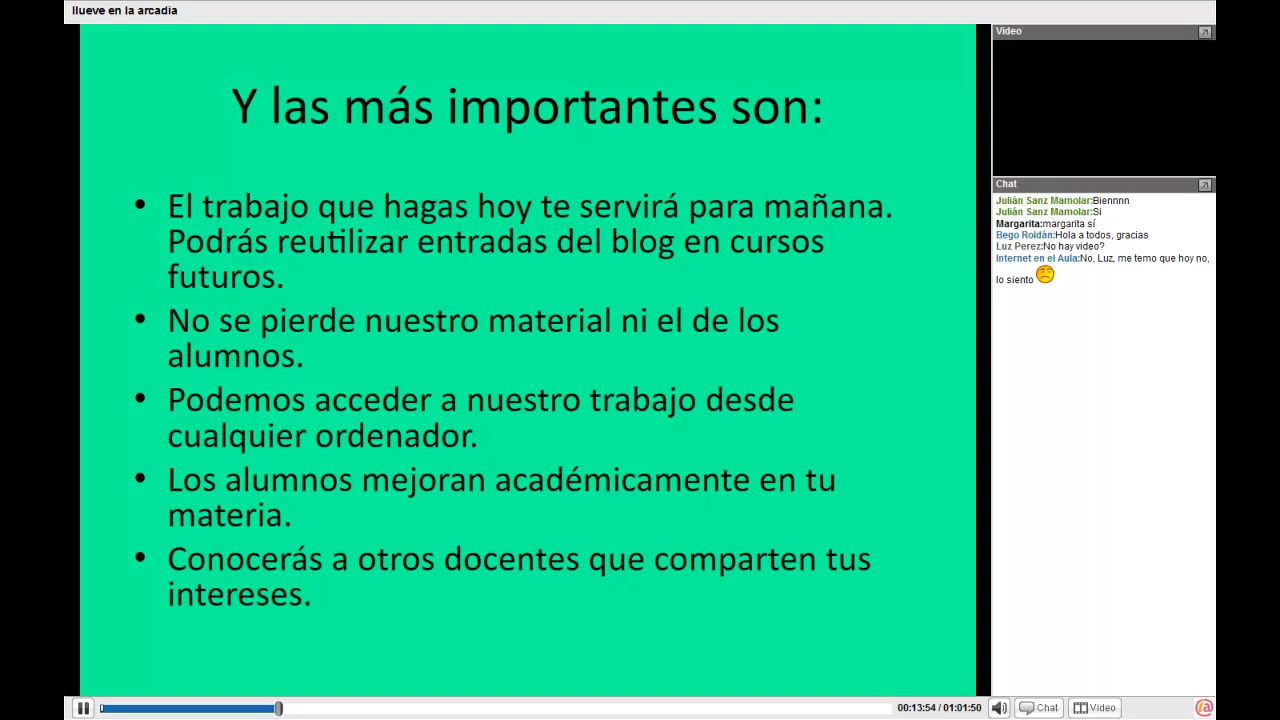 llueve en la arcadia
Y las más importantes son:
• El trabajo que hagas hoy te servirá para mañana.
Podrás reutilizar entradas del blog en cursos
futuros.
• No se pierde nuestro material ni el de los
alumnos.
• Podemos acceder a nuestro trabajo desde
cualquier ordenador.
• Los alumnos mejoran académicamente en tu
materia.
• Conocerás a otros docentes que comparten tus
intereses.
Video
Chat
Julián Sanz Mamolar:Biennnn
Julián Sanz Mamolar:Si
Margarita:margarita sí
Bego Roldán:Hola a todos, gracias
Luz Perez:No hay video?
Internet en el Aula:No, Luz, me temo que hoy no,
lo siento
00:13:54 / 01:01:50
Chat
Video